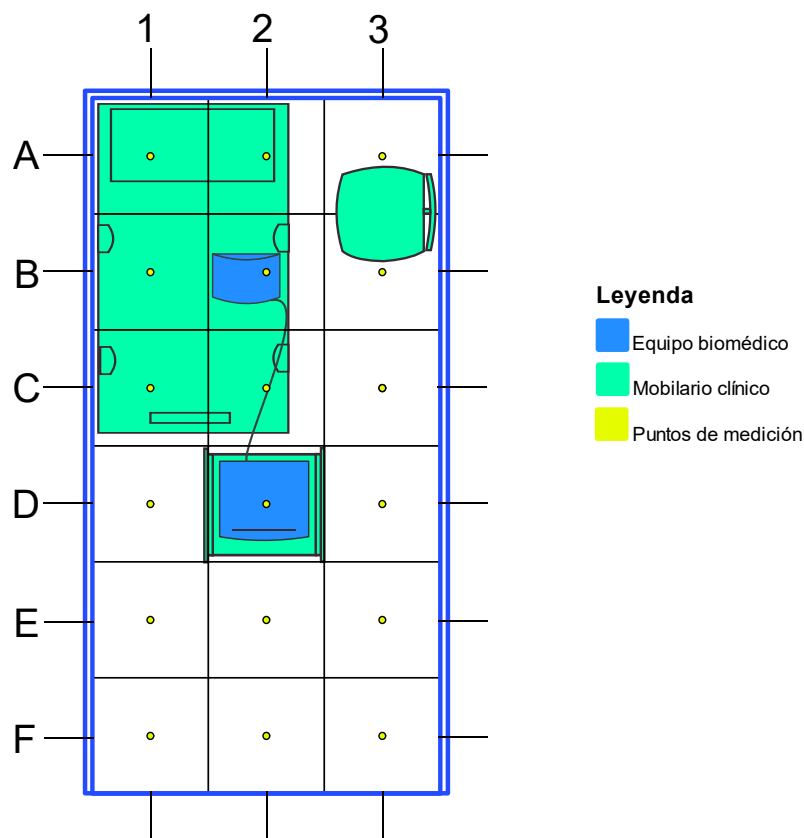 1 2 3
A
B
C
D
E
F
Leyenda
Equipo biomédico
Mobilario clínico
Puntos de medición